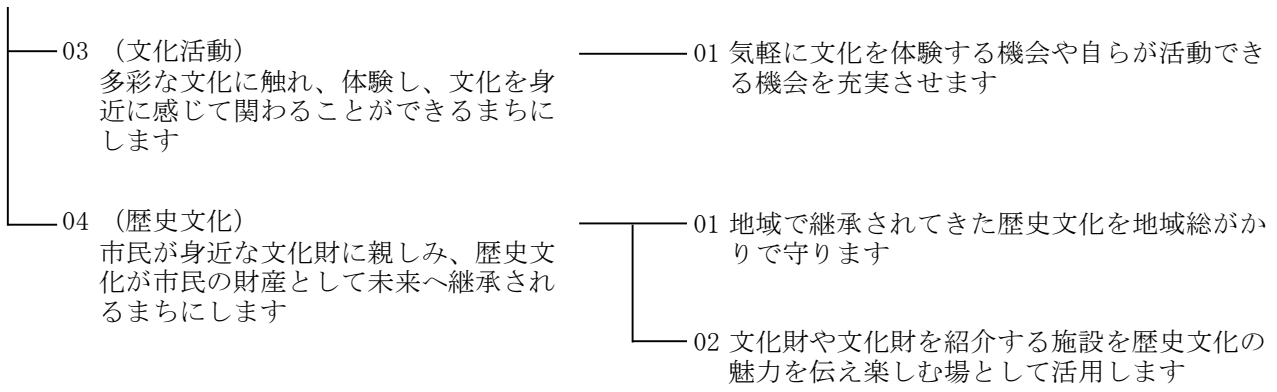 03 （文化活動）
多彩な文化に触れ、体験し、文化を身
近に感じて関わることができるまちに
します
01 気軽に文化を体験する機会や自らが活動でき
る機会を充実させます
04 （歴史文化）
市民が身近な文化財に親しみ、歴史文
化が市民の財産として未来へ継承され
るまちにします
01 地域で継承されてきた歴史文化を地域総がか
りで守ります
02 文化財や文化財を紹介する施設を歴史文化の
魅力を伝え楽しむ場として活用します